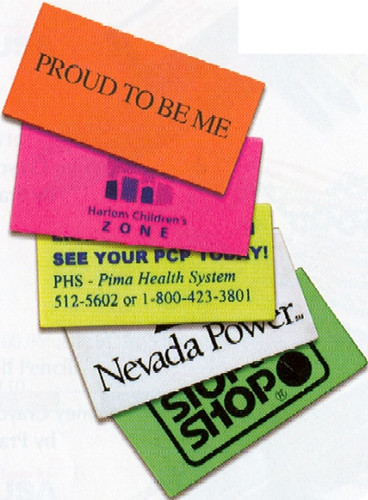 PROUD TO BE ME
Harlem Children's
ZONE
SEE YOUR PCP TODAY!
PHS - Pima Health System
512-5602 or 1-800-423-3801
Nevada Power SM
STOP
SHOP ®